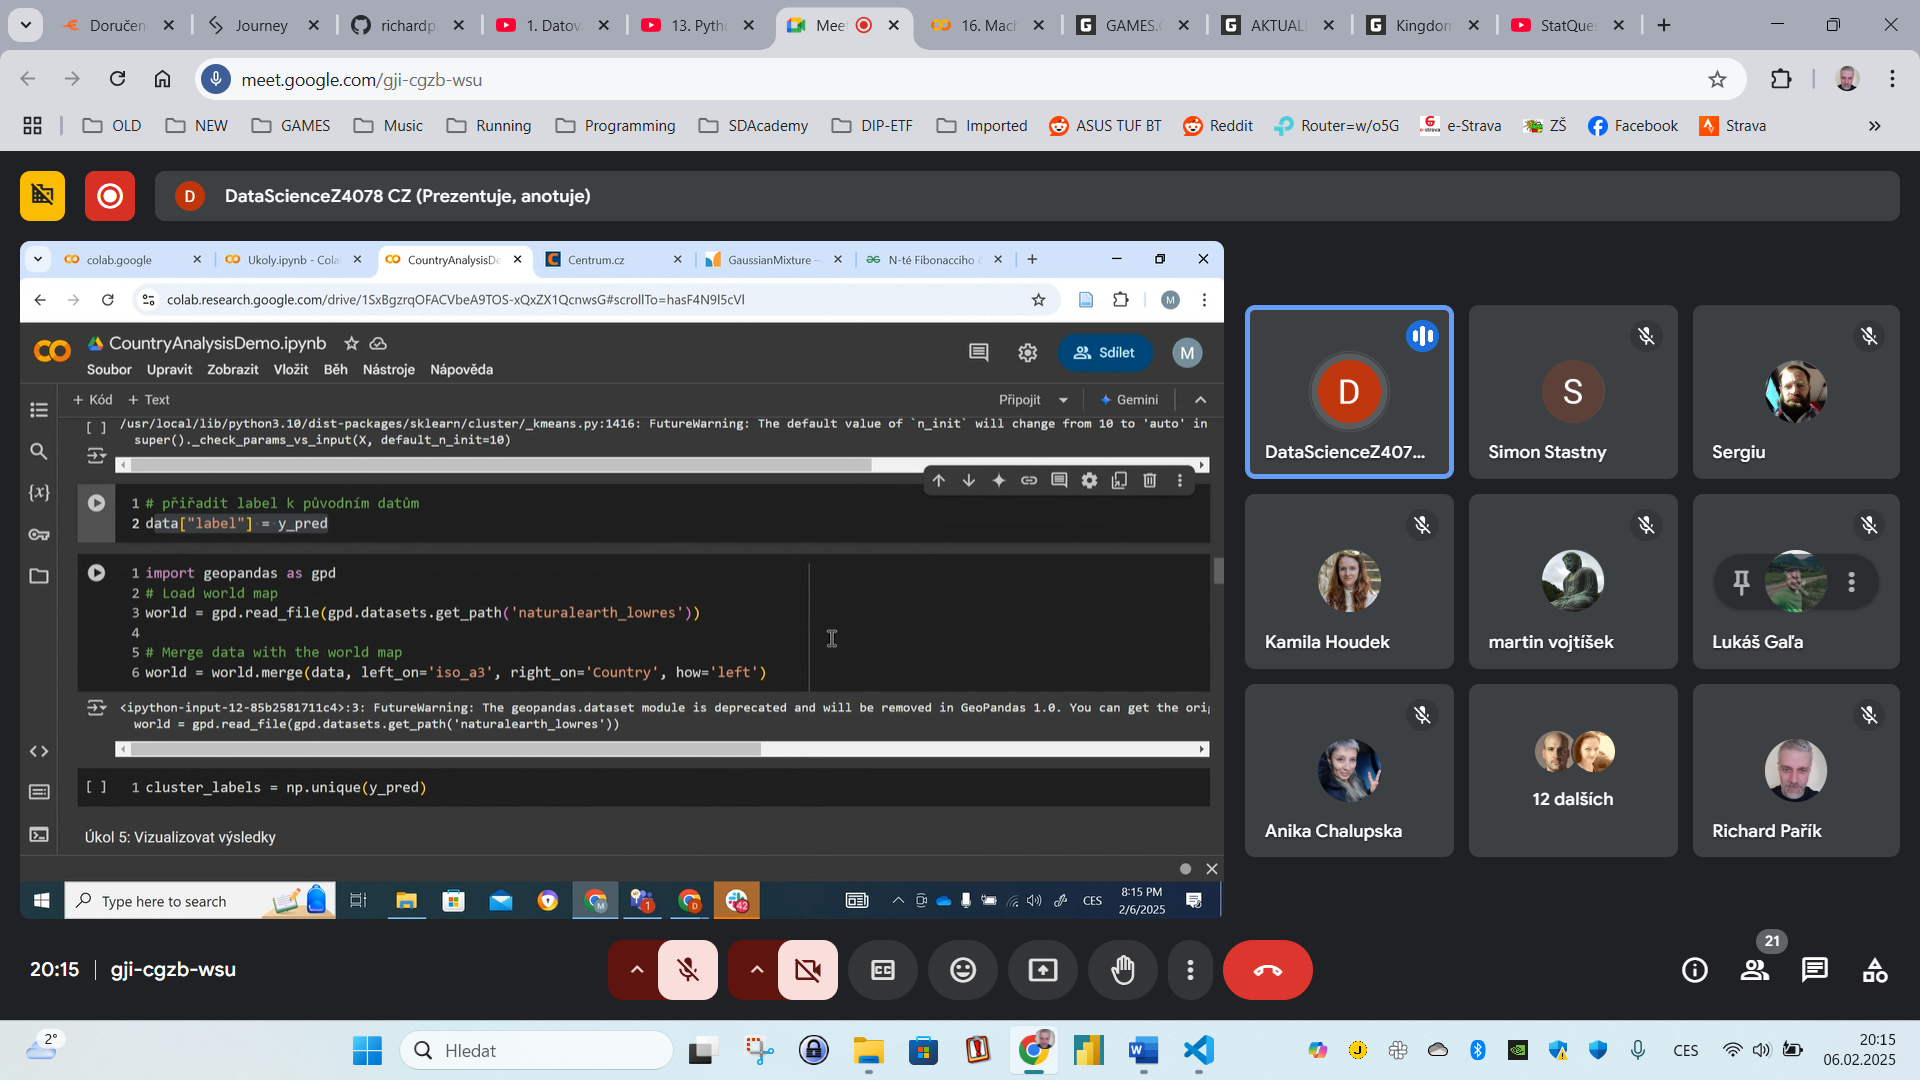 Doručen
Journey
richardp
1. Datov
13. Pyth
Meet
16. Mach
GAMES.
AKTUAL
Kingdom
StatQues
meet.google.com/gji-cgzb-wsu
OLD
NEW
GAMES
Music
Running
Programming
SDAcademy
DIP-ETF
Imported
ASUS TUF BT
Reddit
Router=w/o5G
e-Strava
ZŠ
Facebook
Strava
D
DataScienceZ4078 CZ (Prezentuje, anotuje)
colab.google
Ukoly.ipynb - Cola
CountryAnalysisDe
Centrum.cz
GaussianMixture —
N-té Fibonacciho
colab.research.google.com/drive/1SxBgzrqOFACVbeA9TOS-xQxZX1QcnwsG#scrollTo=hasF4N9l5cVl
M
CountryAnalysisDemo.ipynb
Sdílet
M
Soubor Upravit Zobrazit Vložit Běh Nástroje Nápověda
+ Kód + Text
Připojit
Gemini
[ ] /usr/local/lib/python3.10/dist-packages/sklearn/cluster/_kmeans.py:1416: FutureWarning: The default value of `n_init` will change from 10 to 'auto' in
super()._check_params_vs_input(X, default_n_init=10)
1 # přiřadit label k původním datům
2 data["label"] = y_pred
1 import geopandas as gpd
2 # Load world map
3 world = gpd.read_file(gpd.datasets.get_path('naturalearth_lowres'))
4
5 # Merge data with the world map
6 world = world.merge(data, left_on='iso_a3', right_on='Country', how='left')
<ipython-input-12-85b2581711c4>:3: FutureWarning: The geopandas.dataset module is deprecated and will be removed in GeoPandas 1.0. You can get the ori
world = gpd.read_file(gpd.datasets.get_path('naturalearth_lowres'))
[ ] 1 cluster_labels = np.unique(y_pred)
Úkol 5: Vizualizovat výsledky
Type here to search
CES
8:15 PM
2/6/2025
D
DataScienceZ407...
S
Simon Stastny
Sergiu
Kamila Houdek
martin vojtíšek
Lukáš Gaľa
Anika Chalupska
12 dalších
Richard Pařík
20:15
gji-cgzb-wsu
21
2°
Hledat
CES
20:15
06.02.2025